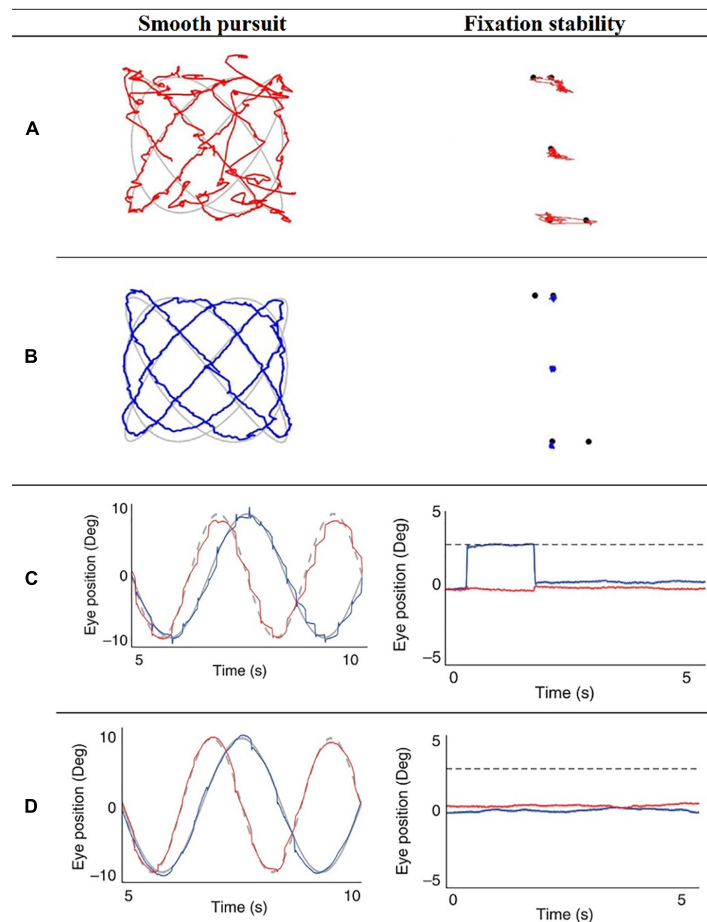 Smooth pursuit Fixation stability
A
B
C
Eye position (Deg)
10
0
−10
5 10
Time (s)
Eye position (Deg)
5
0
−5
0 5
Time (s)
D
Eye position (Deg)
10
0
−10
5 10
Time (s)
Eye position (Deg)
5
0
−5
0 5
Time (s)